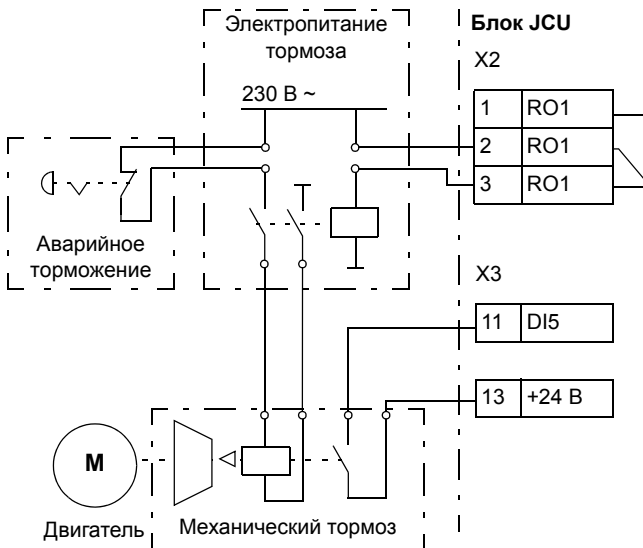 Электропитание
тормоза
230 В ~
Блок JCU
X2
1 RO1
2 RO1
3 RO1
Аварийное
торможение
X3
11 DI5
13 +24 В
M
Двигатель
Механический тормоз